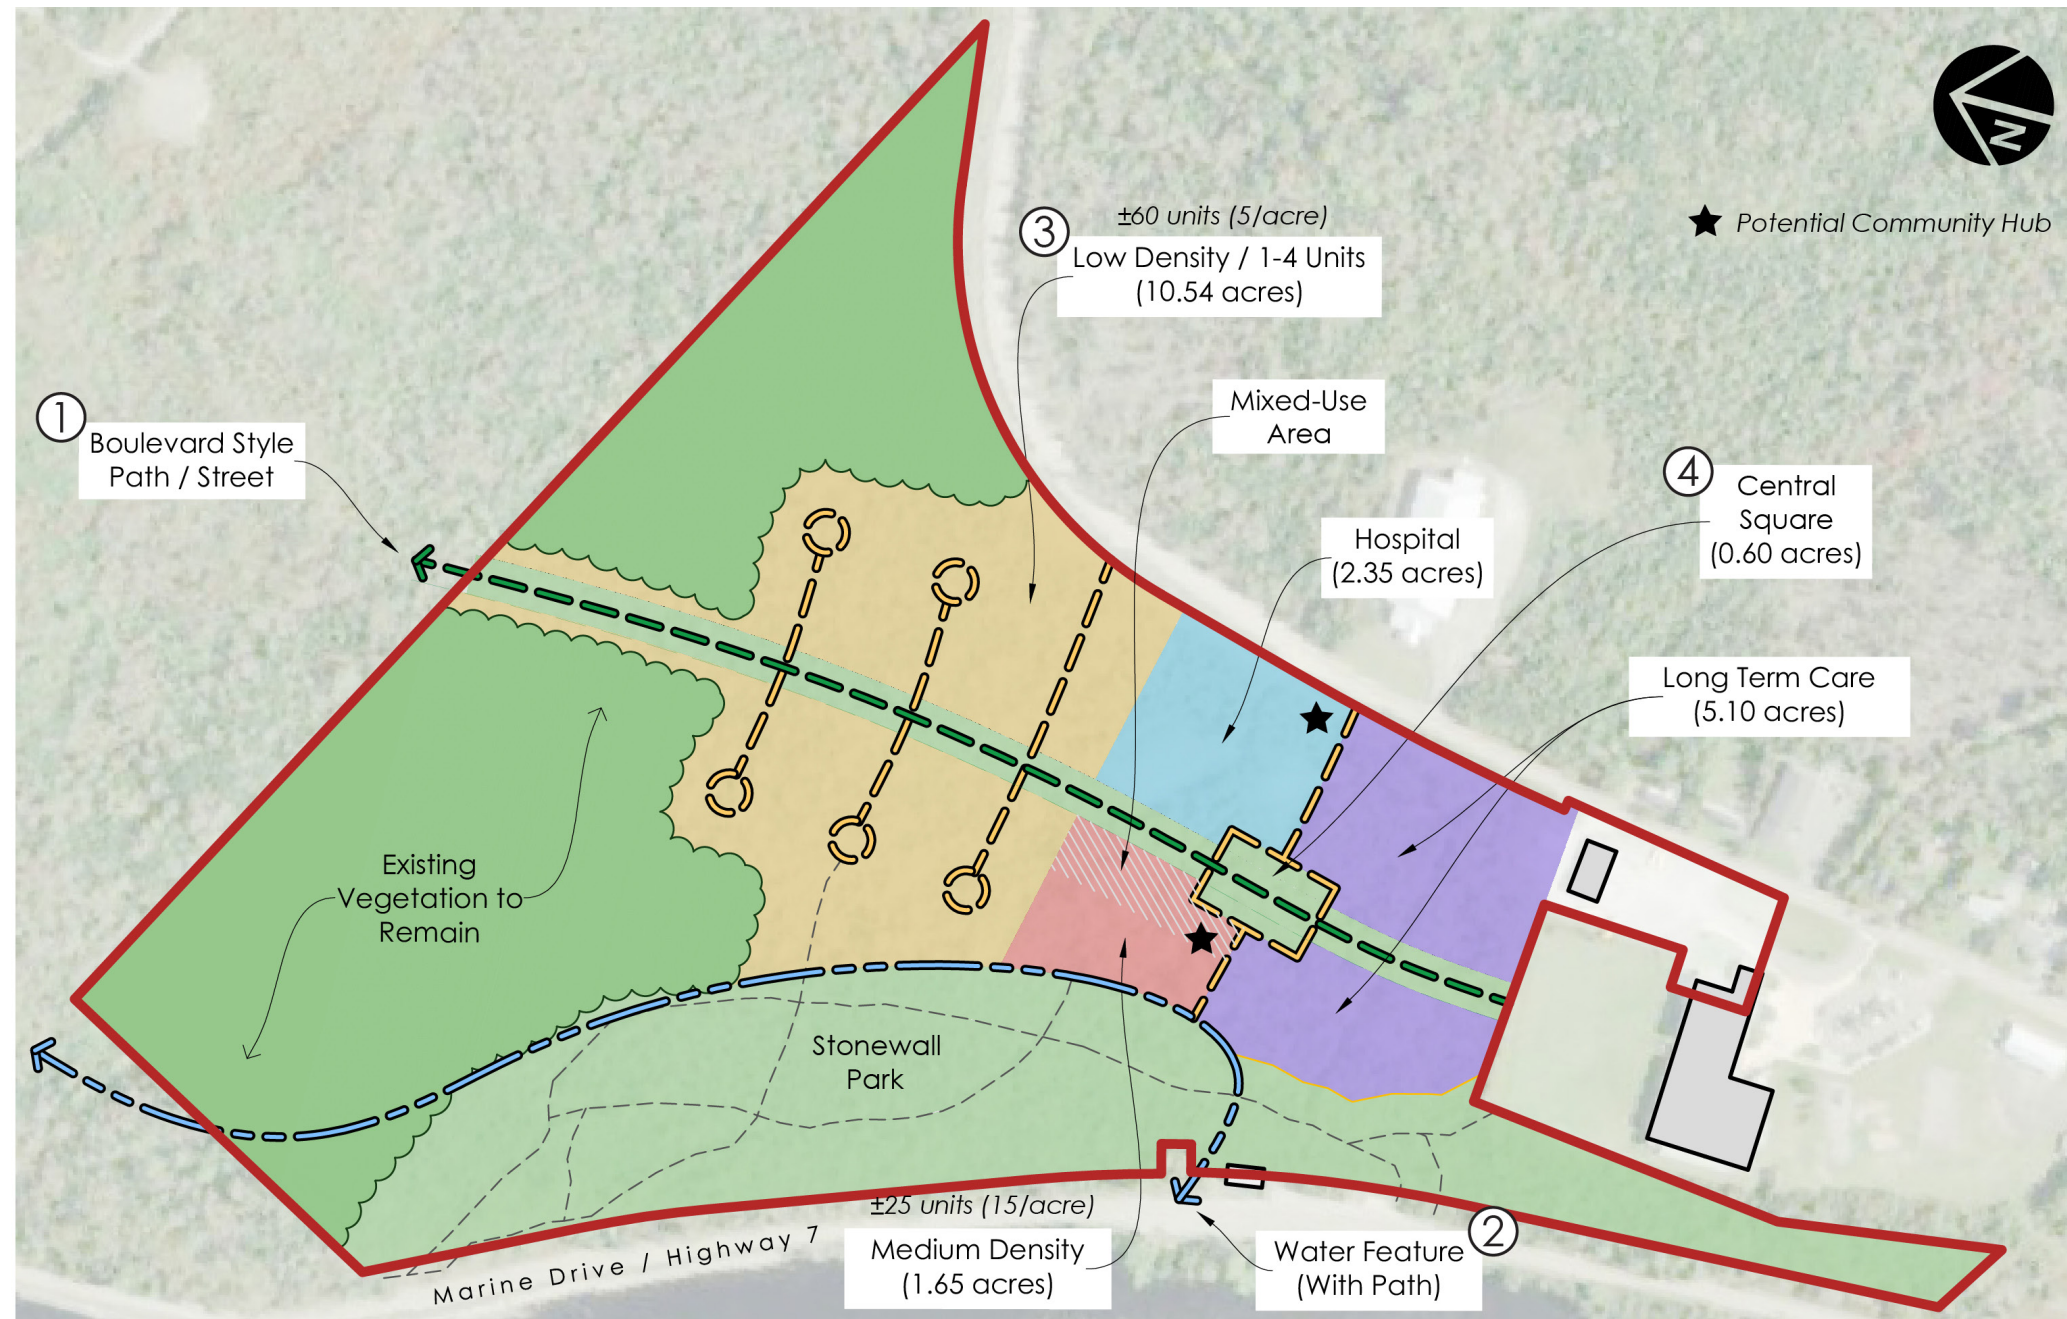 N
Potential Community Hub
±60 units (5/acre)
3
Low Density / 1-4 Units
(10.54 acres)
Mixed-Use
Area
1
Boulevard Style
Path / Street
4
Central
Square
(0.60 acres)
Hospital
(2.35 acres)
Long Term Care
(5.10 acres)
Existing
Vegetation to
Remain
Stonewall
Park
±25 units (15/acre)
Medium Density
(1.65 acres)
Marine Drive / Highway 7
2
Water Feature
(With Path)